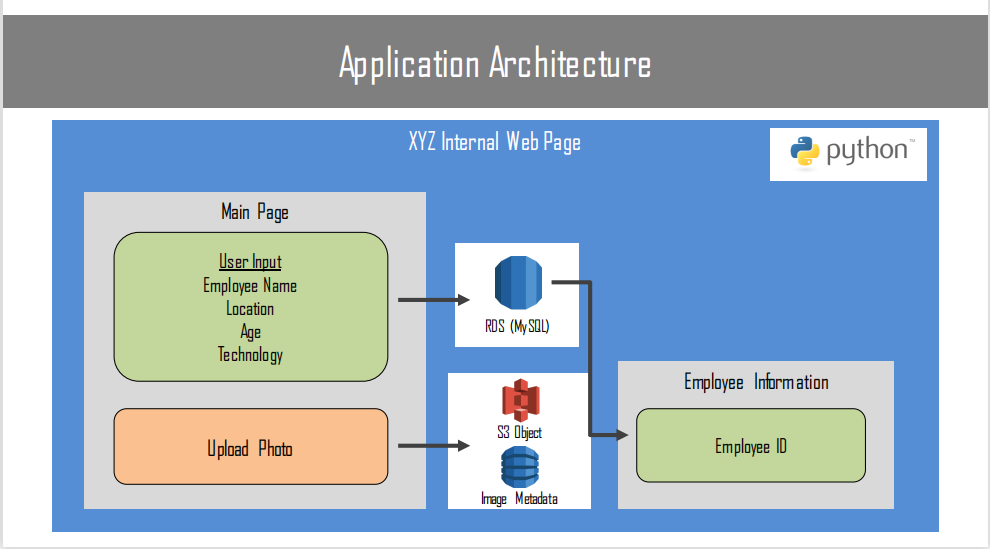 Application Architecture
XYZ Internal Web Page
python™
Main Page
User Input
Employee Name
Location
Age
Technology
Upload Photo
RDS (MySQL)
S3 Object
Image Metadata
Employee Information
Employee ID